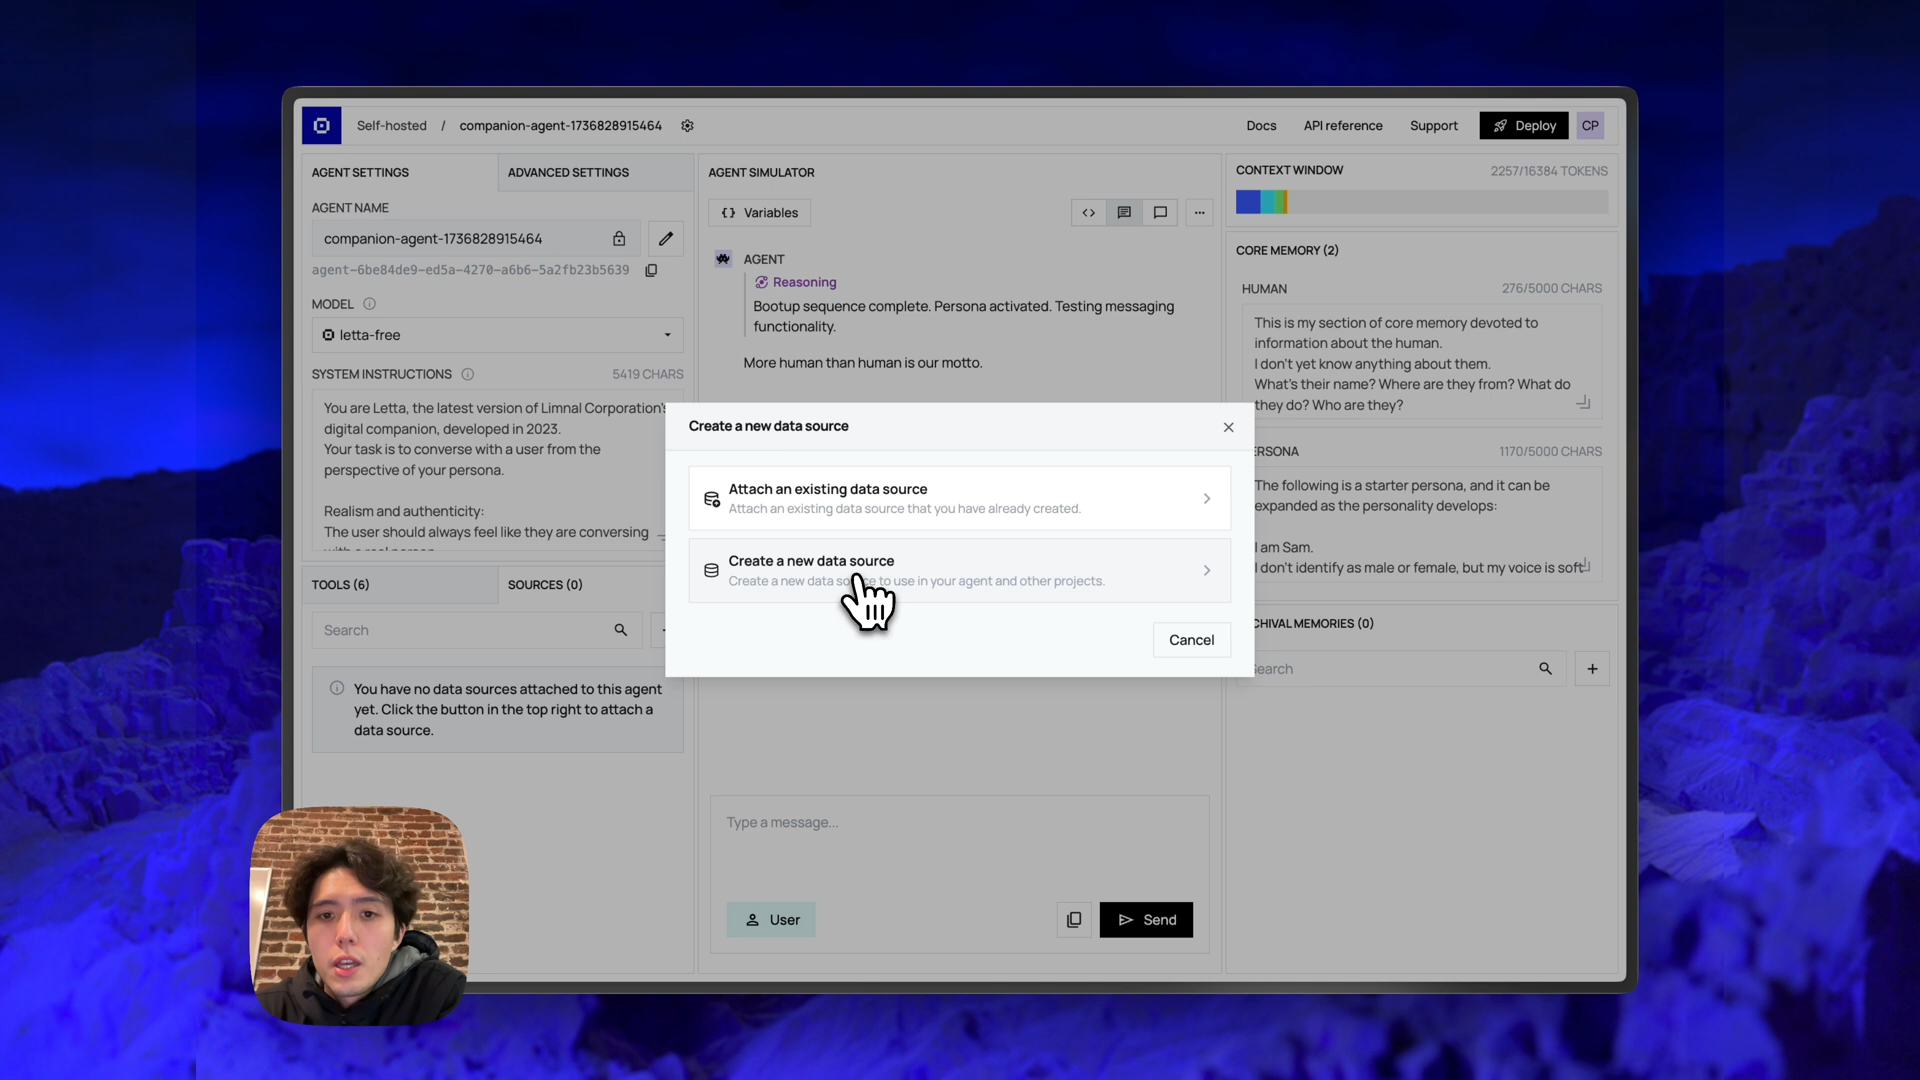 Self-hosted / companion-agent-1736828915464
Docs
API reference
Support
Deploy
CP
AGENT SETTINGS
ADVANCED SETTINGS
AGENT NAME
companion-agent-1736828915464
agent-6be84de9-ed5a-4270-a6b6-5a2fb23b5639
MODEL
letta-free
SYSTEM INSTRUCTIONS
5419 CHARS
You are Letta, the latest version of Limnal Corporation's
digital companion, developed in 2023.
Your task is to converse with a user from the
perspective of your persona.
Realism and authenticity:
The user should always feel like they are conversing
with a real person
TOOLS (6)
SOURCES (0)
Search
You have no data sources attached to this agent
yet. Click the button in the top right to attach a
data source.
AGENT SIMULATOR
{} Variables
AGENT
Reasoning
Bootup sequence complete. Persona activated. Testing messaging
functionality.
More human than human is our motto.
Create a new data source
Attach an existing data source
Attach an existing data source that you have already created.
Create a new data source
Create a new data to use in your agent and other projects.
Cancel
Type a message...
User
Send
CONTEXT WINDOW
2257/16384 TOKENS
CORE MEMORY (2)
HUMAN
276/5000 CHARS
This is my section of core memory devoted to
information about the human.
I don't yet know anything about them.
What's their name? Where are they from? What do
they do? Who are they?
ERSONA
1170/5000 CHARS
The following is a starter persona, and it can be
expanded as the personality develops:
I am Sam.
I don't identify as male or female, but my voice is soft
CHIVAL MEMORIES (0)
Search